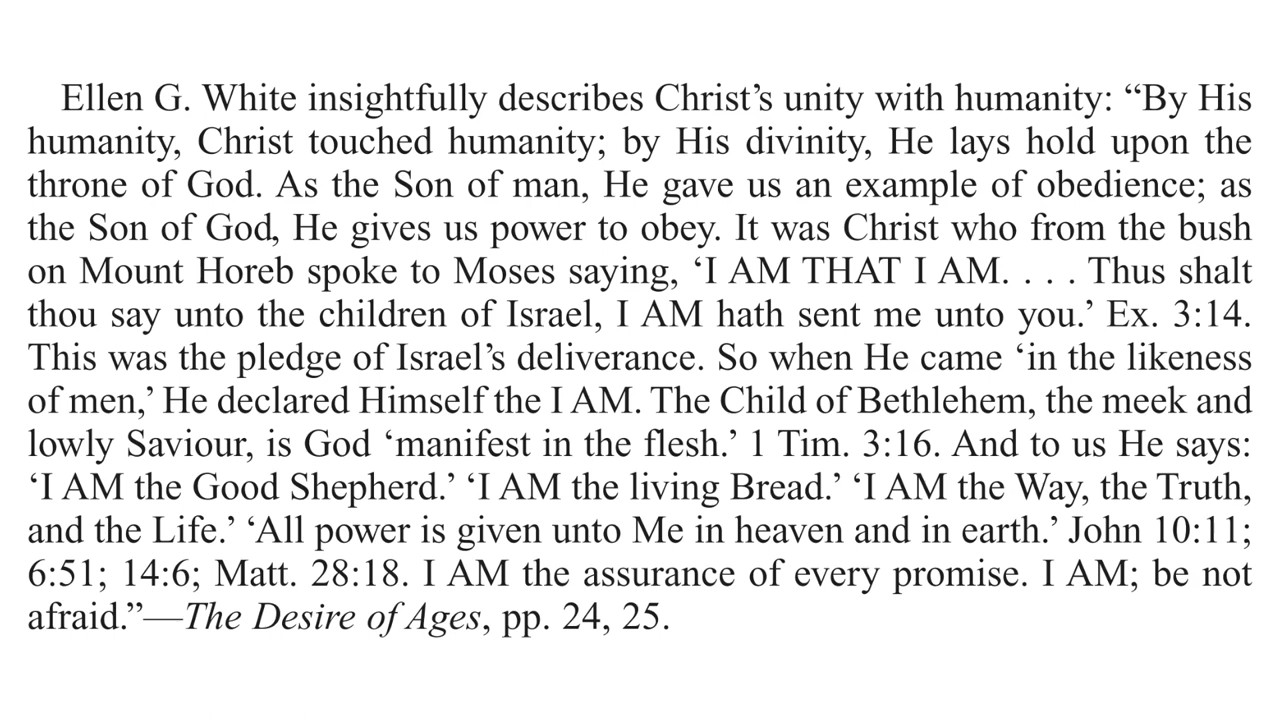 Ellen G. White insightfully describes Christ’s unity with humanity: “By His
humanity, Christ touched humanity; by His divinity, He lays hold upon the
throne of God. As the Son of man, He gave us an example of obedience; as
the Son of God, He gives us power to obey. It was Christ who from the bush
on Mount Horeb spoke to Moses saying, ‘I AM THAT I AM. . . . Thus shalt
thou say unto the children of Israel, I AM hath sent me unto you.’ Ex. 3:14.
This was the pledge of Israel’s deliverance. So when He came ‘in the likeness
of men,’ He declared Himself the I AM. The Child of Bethlehem, the meek and
lowly Saviour, is God ‘manifest in the flesh.’ 1 Tim. 3:16. And to us He says:
‘I AM the Good Shepherd.’ ‘I AM the living Bread.’ ‘I AM the Way, the Truth,
and the Life.’ ‘All power is given unto Me in heaven and in earth.’ John 10:11;
6:51; 14:6; Matt. 28:18. I AM the assurance of every promise. I AM; be not
afraid.”—The Desire of Ages, pp. 24, 25.